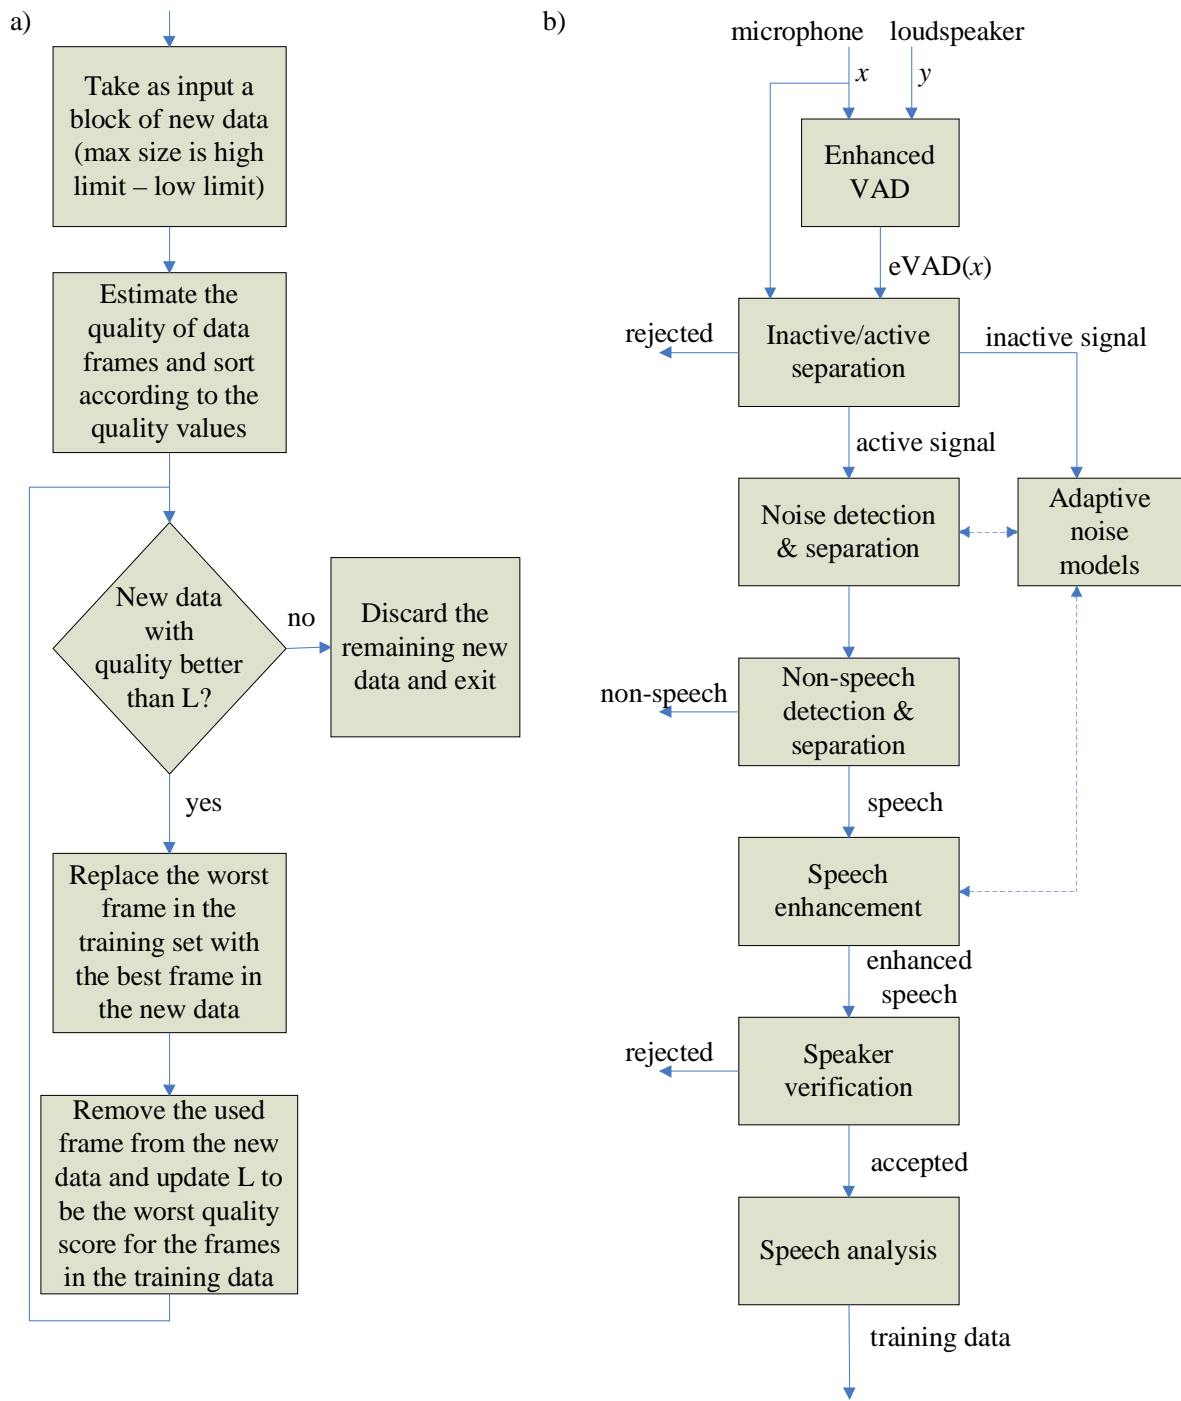 a)
Take as input a
block of new data
(max size is high
limit – low limit)
Estimate the
quality of data
frames and sort
according to the
quality values
New data
with
quality better
than L?
no
Discard the
remaining new
data and exit
yes
Replace the worst
frame in the
training set with
the best frame in
the new data
Remove the used
frame from the new
data and update L to
be the worst quality
score for the frames
in the training data
b)
microphone
loudspeaker
x
y
Enhanced
VAD
eVAD(x)
rejected
Inactive/active
separation
inactive signal
active signal
Noise detection
& separation
Adaptive
noise
models
non-speech
Non-speech
detection &
separation
speech
Speech
enhancement
enhanced
speech
rejected
Speaker
verification
accepted
Speech analysis
training data